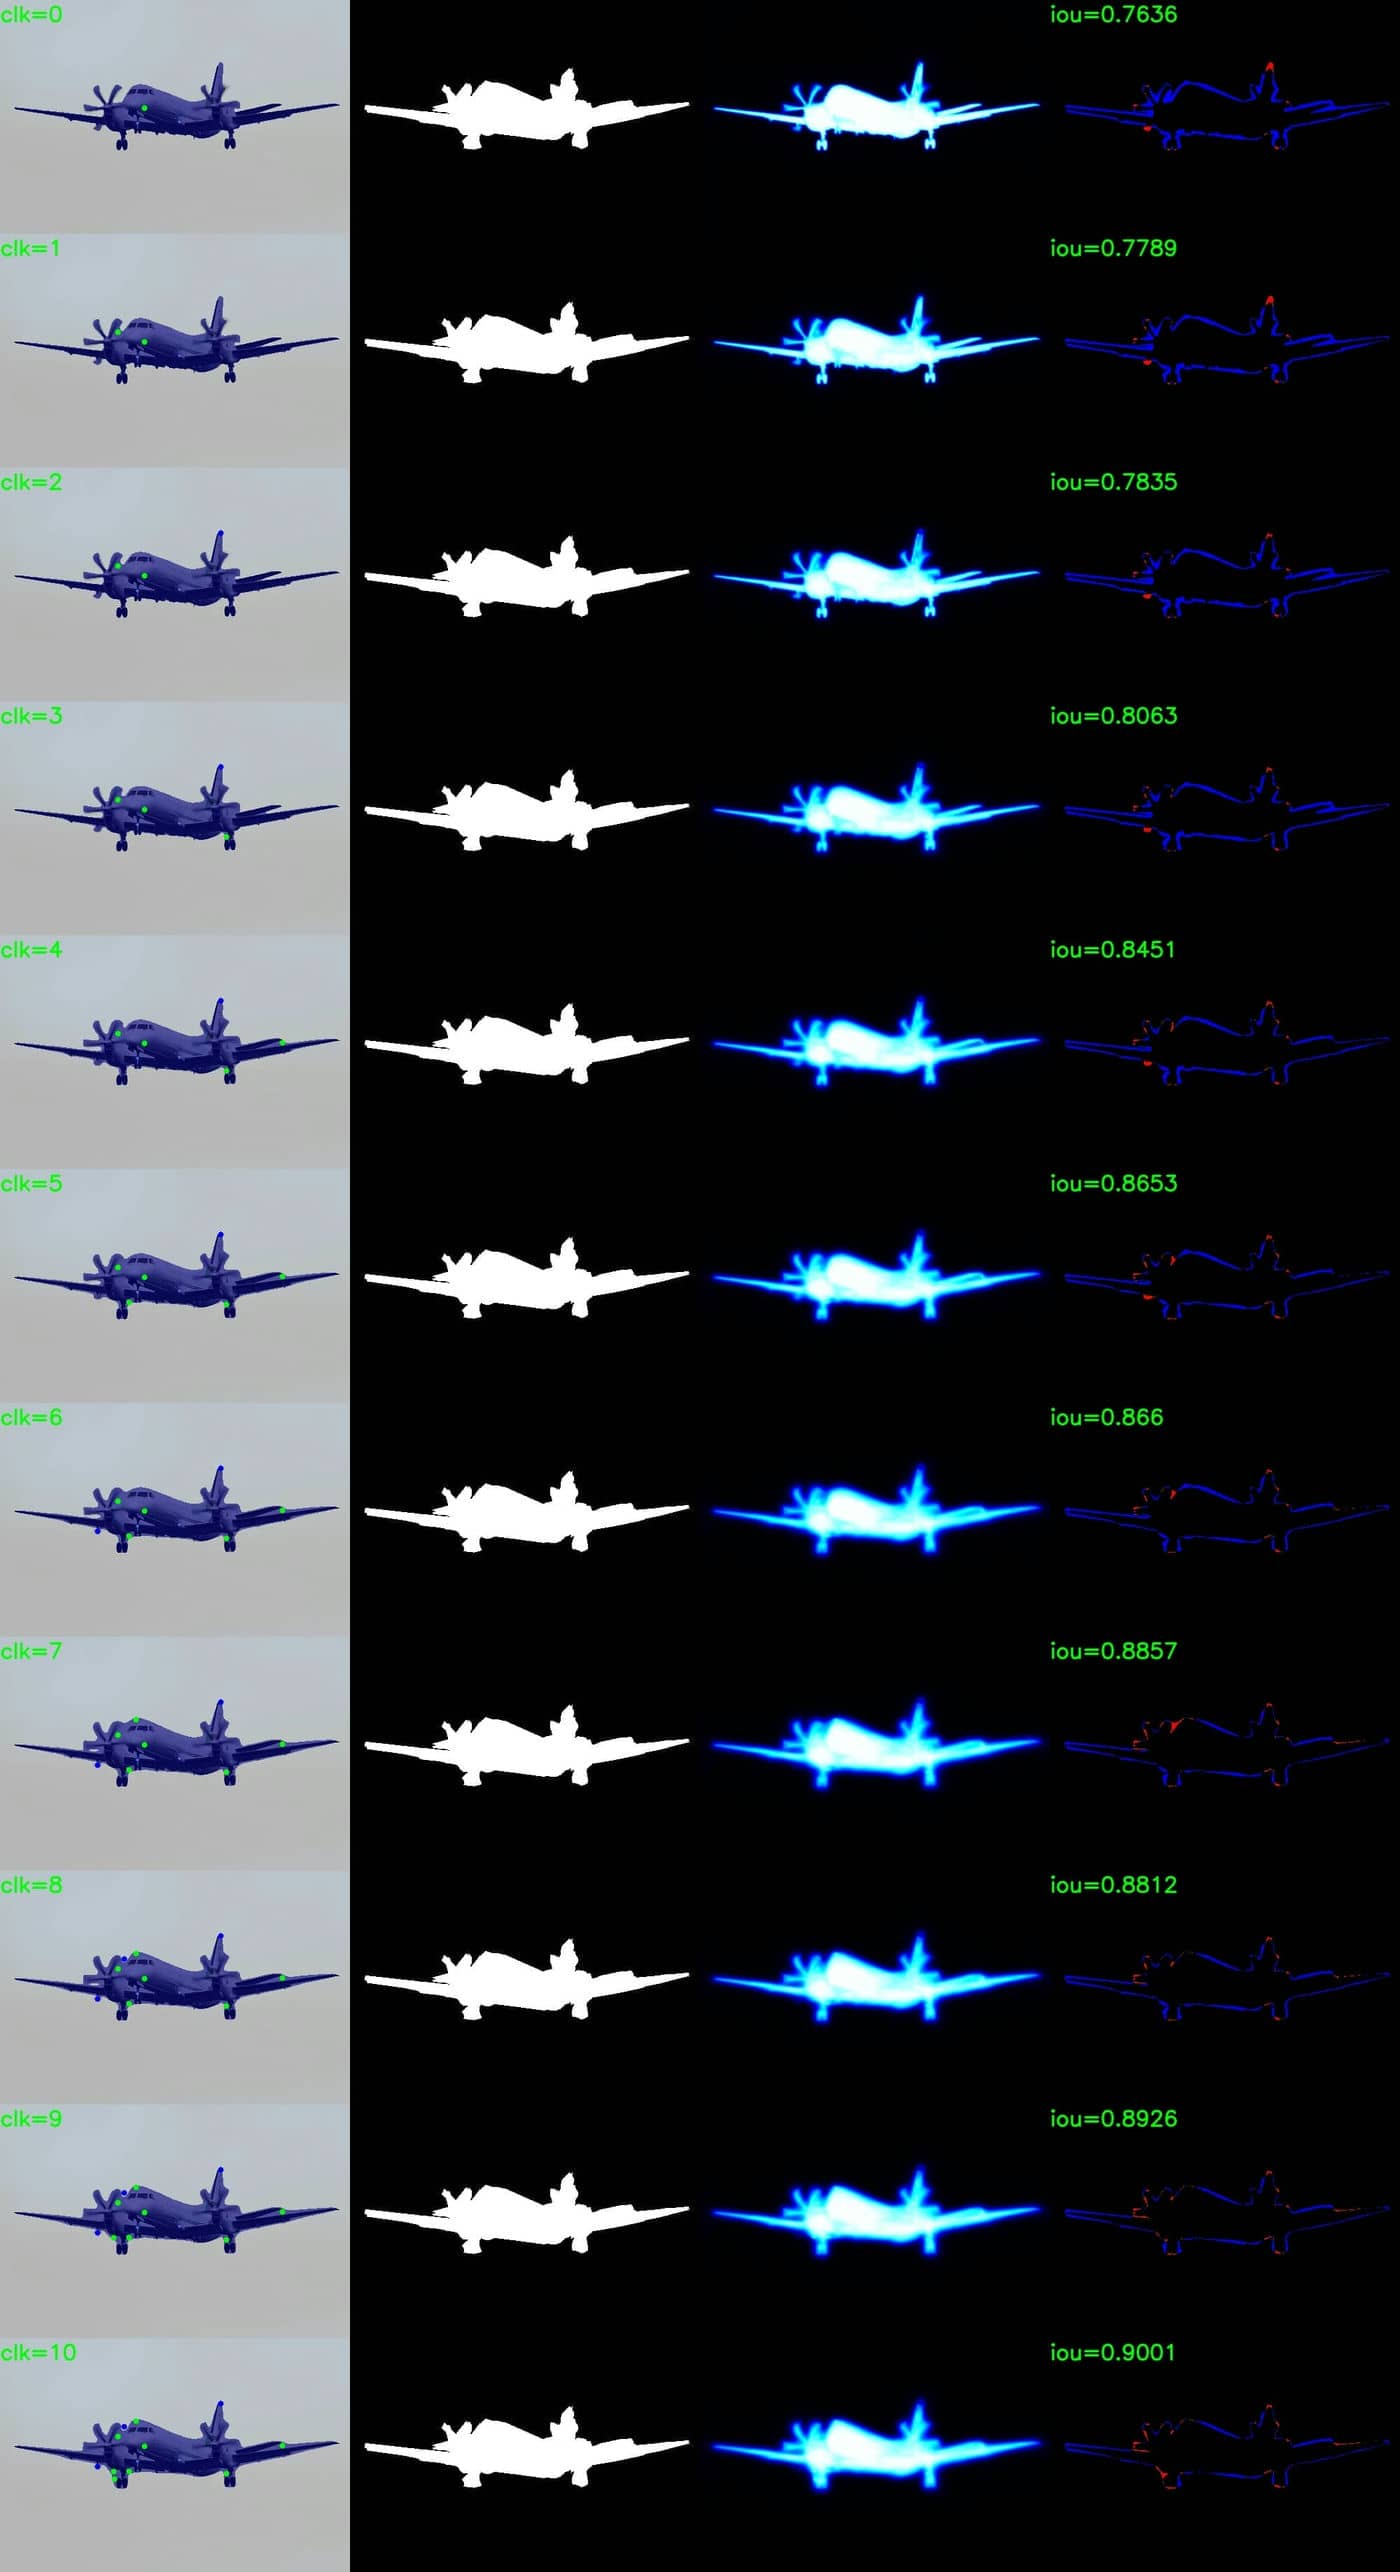 clk=0 iou=0.7636
clk=1 iou=0.7789
clk=2 iou=0.7835
clk=3 iou=0.8063
clk=4 iou=0.8451
clk=5 iou=0.8653
clk=6 iou=0.866
clk=7 iou=0.8857
clk=8 iou=0.8812
clk=9 iou=0.8926
clk=10 iou=0.9001